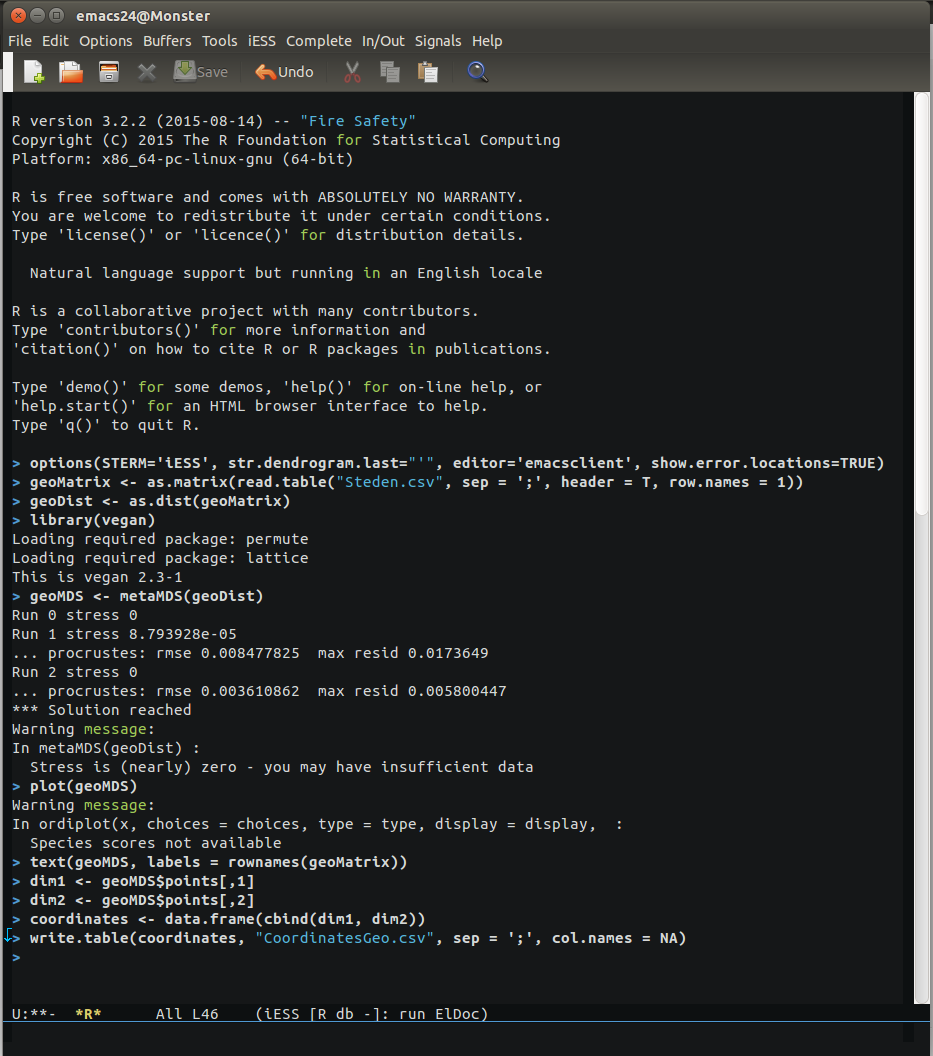 emacs24@Monster
File Edit Options Buffers Tools iESS Complete In/Out Signals Help
Save Undo
R version 3.2.2 (2015-08-14) -- "Fire Safety"
Copyright (C) 2015 The R Foundation for Statistical Computing
Platform: x86_64-pc-linux-gnu (64-bit)
R is free software and comes with ABSOLUTELY NO WARRANTY.
You are welcome to redistribute it under certain conditions.
Type 'license()' or 'licence()' for distribution details.
  Natural language support but running in an English locale
R is a collaborative project with many contributors.
Type 'contributors()' for more information and
'citation()' on how to cite R or R packages in publications.
Type 'demo()' for some demos, 'help()' for on-line help, or
'help.start()' for an HTML browser interface to help.
Type 'q()' to quit R.
> options(STERM='iESS', str.dendrogram.last="'", editor='emacsclient', show.error.locations=TRUE)
> geoMatrix <- as.matrix(read.table("Steden.csv", sep = ';', header = T, row.names = 1))
> geoDist <- as.dist(geoMatrix)
> library(vegan)
Loading required package: permute
Loading required package: lattice
This is vegan 2.3-1
> geoMDS <- metaMDS(geoDist)
Run 0 stress 0
Run 1 stress 8.793928e-05
... procrustes: rmse 0.008477825  max resid 0.0173649
Run 2 stress 0
... procrustes: rmse 0.003610862  max resid 0.005800447
*** Solution reached
Warning message:
In metaMDS(geoDist) :
  Stress is (nearly) zero - you may have insufficient data
> plot(geoMDS)
Warning message:
In ordiplot(x, choices = choices, type = type, display = display,  :
  Species scores not available
> text(geoMDS, labels = rownames(geoMatrix))
> dim1 <- geoMDS$points[,1]
> dim2 <- geoMDS$points[,2]
> coordinates <- data.frame(cbind(dim1, dim2))
> write.table(coordinates, "CoordinatesGeo.csv", sep = ';', col.names = NA)
>
U:**-  *R*      All L46    (iESS [R db -]: run ElDoc)